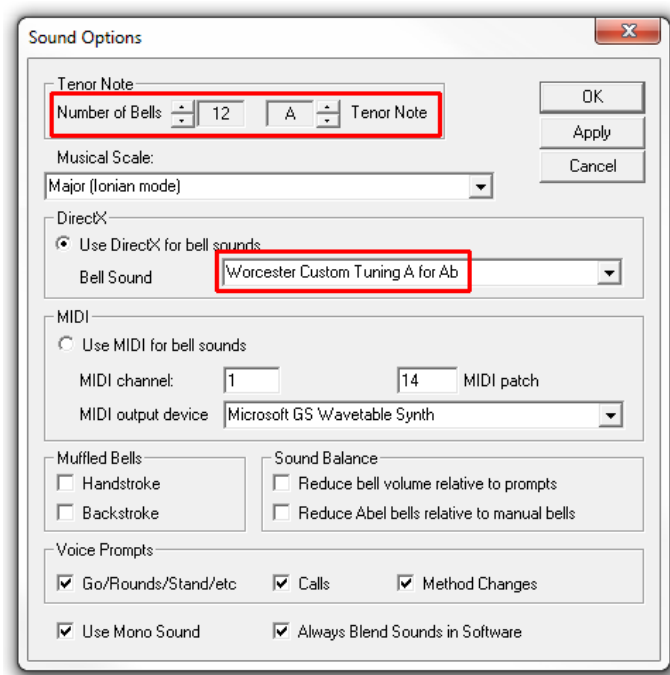 Sound Options
Tenor Note
Number of Bells 12 A Tenor Note
OK
Apply
Cancel
Musical Scale:
Major (Ionian mode)
DirectX
Use DirectX for bell sounds
Bell Sound Worcester Custom Tuning A for Ab
MIDI
Use MIDI for bell sounds
MIDI channel: 1 14 MIDI patch
MIDI output device Microsoft GS Wavetable Synth
Muffled Bells Sound Balance
Handstroke Reduce bell volume relative to prompts
Backstroke Reduce Abel bells relative to manual bells
Voice Prompts
Go/Rounds/Stand/etc Calls Method Changes
Use Mono Sound Always Blend Sounds in Software